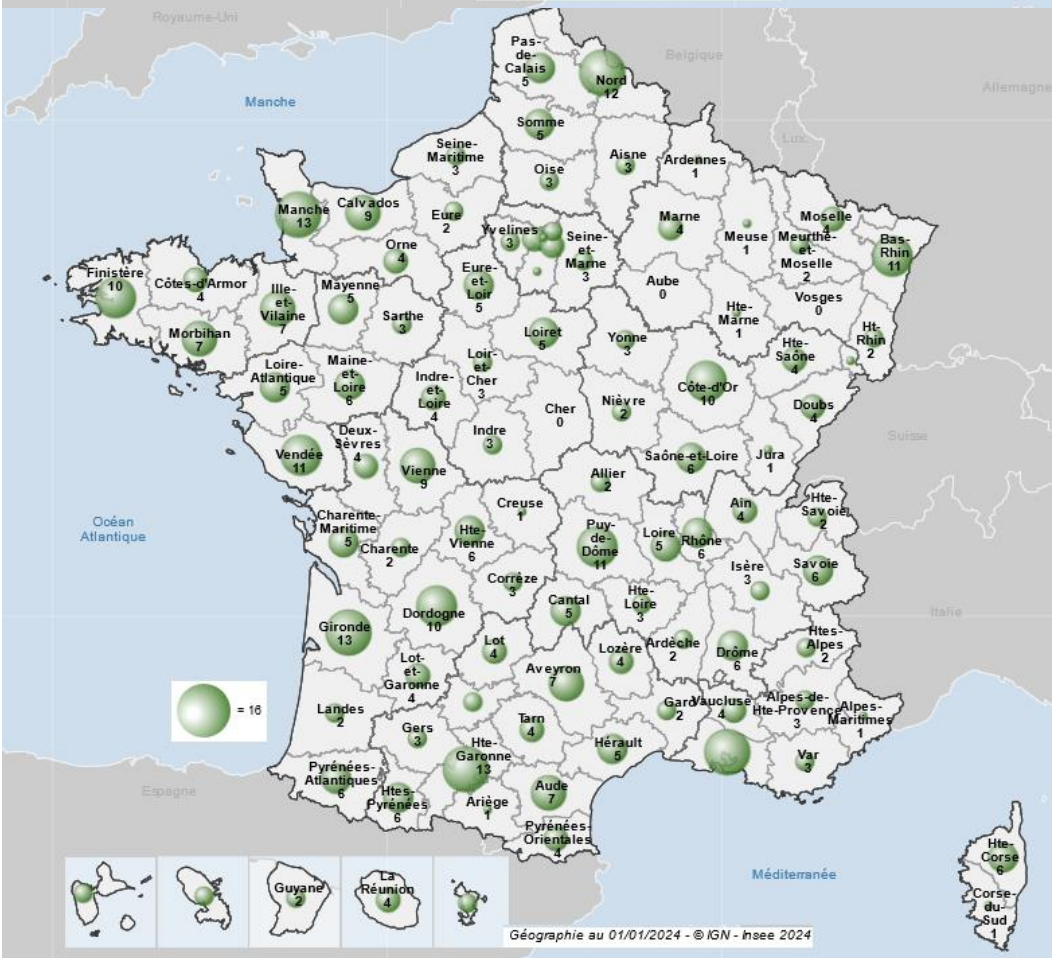 Royaume-Uni
Belgique
Allemagne
Lux.
Manche
Pas-
de-
Calais
5
Nord
12
Somme
5
Seine-
Maritime
3
Oise
3
Aisne
3
Ardennes
1
Manche
13
Calvados
9
Eure
2
Orne
4
Yvelines
3
Seine-
et-
Marne
3
Marne
4
Meuse
1
Moselle
4
Meurthe-
et-
Moselle
2
Bas-
Rhin
11
Finistère
10
Côtes-d'Armor
4
Ille-
et-
Vilaine
7
Mayenne
5
Sarthe
3
Eure-
et-
Loir
5
Aube
0
Hte-
Marne
1
Vosges
0
Ht-
Rhin
2
Morbihan
7
Loiret
5
Yonne
3
Hte-
Saône
4
Loire-
Atlantique
5
Maine-
et-
Loire
6
Indre-
et-
Loire
4
Loir-
et-
Cher
3
Cher
0
Nièvre
2
Côte-d'Or
10
Doubs
4
Suisse
Vendée
11
Deux-
Sèvres
4
Vienne
9
Indre
3
Allier
2
Saône-et-Loire
6
Jura
1
Océan
Atlantique
Charente-
Maritime
5
Charente
2
Hte-
Vienne
6
Creuse
1
Puy-
de-
Dôme
11
Loire
5
Rhône
6
Ain
4
Hte-
Savoie
2
Savoie
6
Isère
3
Italie
Corrèze
3
Dordogne
10
Gironde
13
Cantal
5
Hte-
Loire
3
Ardèche
2
Drôme
6
Htes-
Alpes
2
Lot
4
Lot-
et-
Garonne
4
Aveyron
7
Lozère
4
Gard
2
Vaucluse
4
Alpes-de-
Hte-Provence
3
Alpes-
Maritimes
1
= 16
Landes
2
Gers
3
Tarn
4
Hérault
5
Var
3
Espagne
Pyrénées-
Atlantiques
6
Htes-
Pyrénées
6
Hte-
Garonne
13
Ariège
1
Aude
7
Pyrénées-
Orientales
4
Méditerranée
Hte-
Corse
6
Corse-
du-
Sud
1
Guyane
2
La
Réunion
4
Géographie au 01/01/2024 - © IGN - Insee 2024